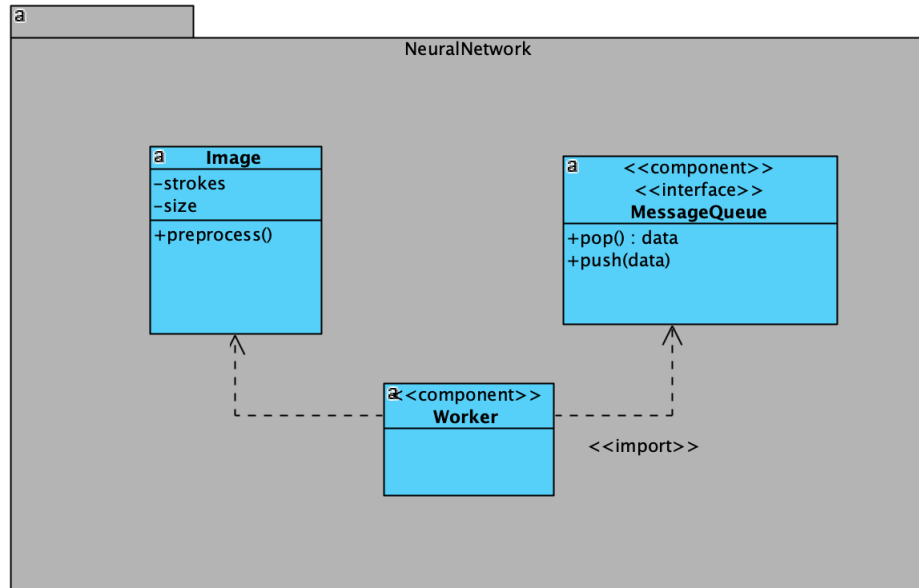 a
NeuralNetwork
a
Image
-strokes
-size
+preprocess()
a
<<component>>
<<interface>>
MessageQueue
+pop() : data
+push(data)
a
<<component>>
Worker
<<import>>